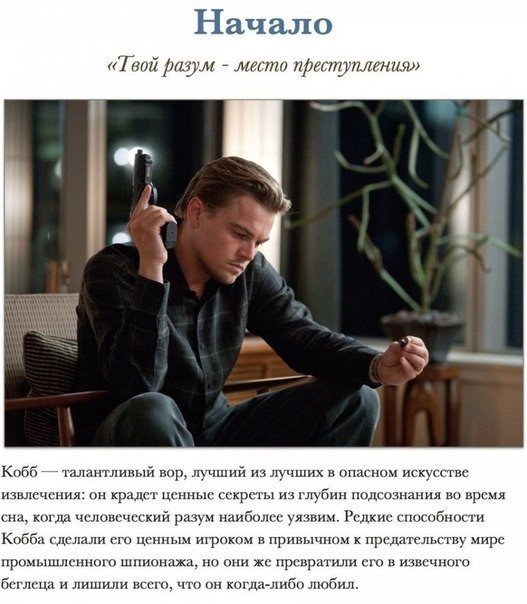 Начало
«Твой разум - место преступления»
Кобб — талантливый вор, лучший из лучших в опасном искусстве
извлечения: он крадет ценные секреты из глубин подсознания во время
сна, когда человеческий разум наиболее уязвим. Редкие способности
Кобба сделали его ценным игроком в привычном к предательству мире
промышленного шпионажа, но они же превратили его в извечного
беглеца и лишили всего, что он когда-либо любил.